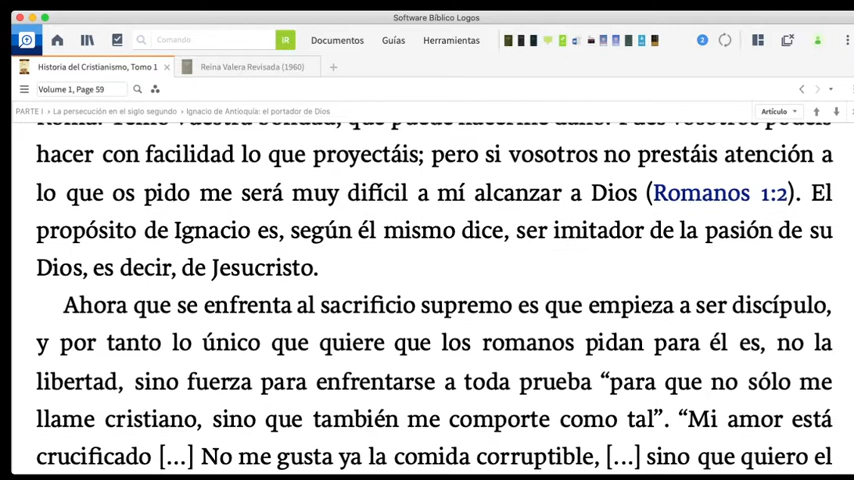 Software Bíblico Logos
Comando
IR
Documentos
Guías
Herramientas
2
Historia del Cristianismo, Tomo 1
Reina Valera Revisada (1960)
Volume 1, Page 59
PARTE I › La persecución en el siglo segundo › Ignacio de Antioquía: el portador de Dios
Artículo
hacer con facilidad lo que proyectáis; pero si vosotros no prestáis atención a
lo que os pido me será muy difícil a mí alcanzar a Dios (Romanos 1:2). El
propósito de Ignacio es, según él mismo dice, ser imitador de la pasión de su
Dios, es decir, de Jesucristo.
Ahora que se enfrenta al sacrificio supremo es que empieza a ser discípulo,
y por tanto lo único que quiere que los romanos pidan para él es, no la
libertad, sino fuerza para enfrentarse a toda prueba “para que no sólo me
llame cristiano, sino que también me comporte como tal”. “Mi amor está
crucificado [...] No me gusta ya la comida corruptible, [...] sino que quiero el